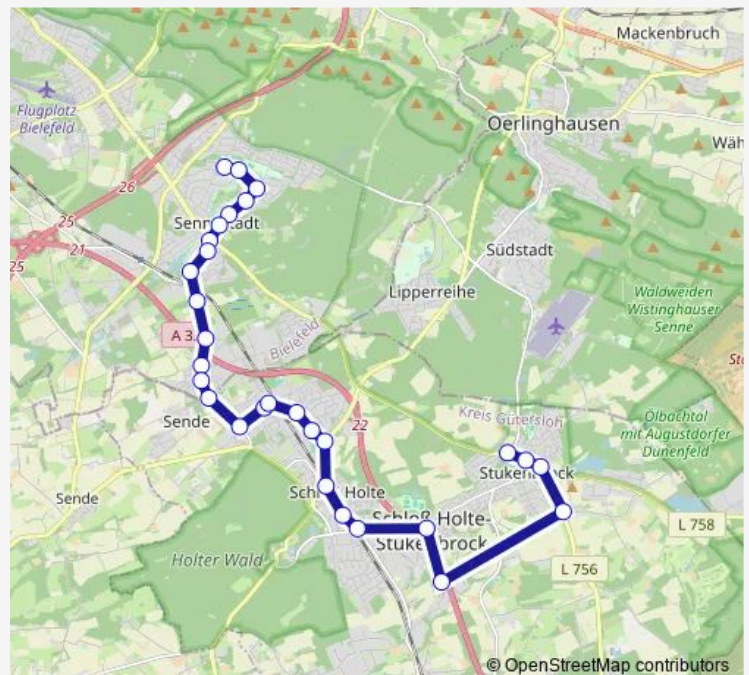 Mackenbruch
Flugplatz
Bielefeld
Oerlinghausen
26
25
21
25
Südstadt
Lipperreihe
Waldweiden
Wistinghauser
Senne
A 3
Bielefeld
Kreis Gütersloh
Ölbachtal
mit Augustdorfer
Dünenfeld
22
Sende
Sende
Holte
Schloß Holte-
L 758
Holter Wald
L 756
© OpenStreetMap contributors